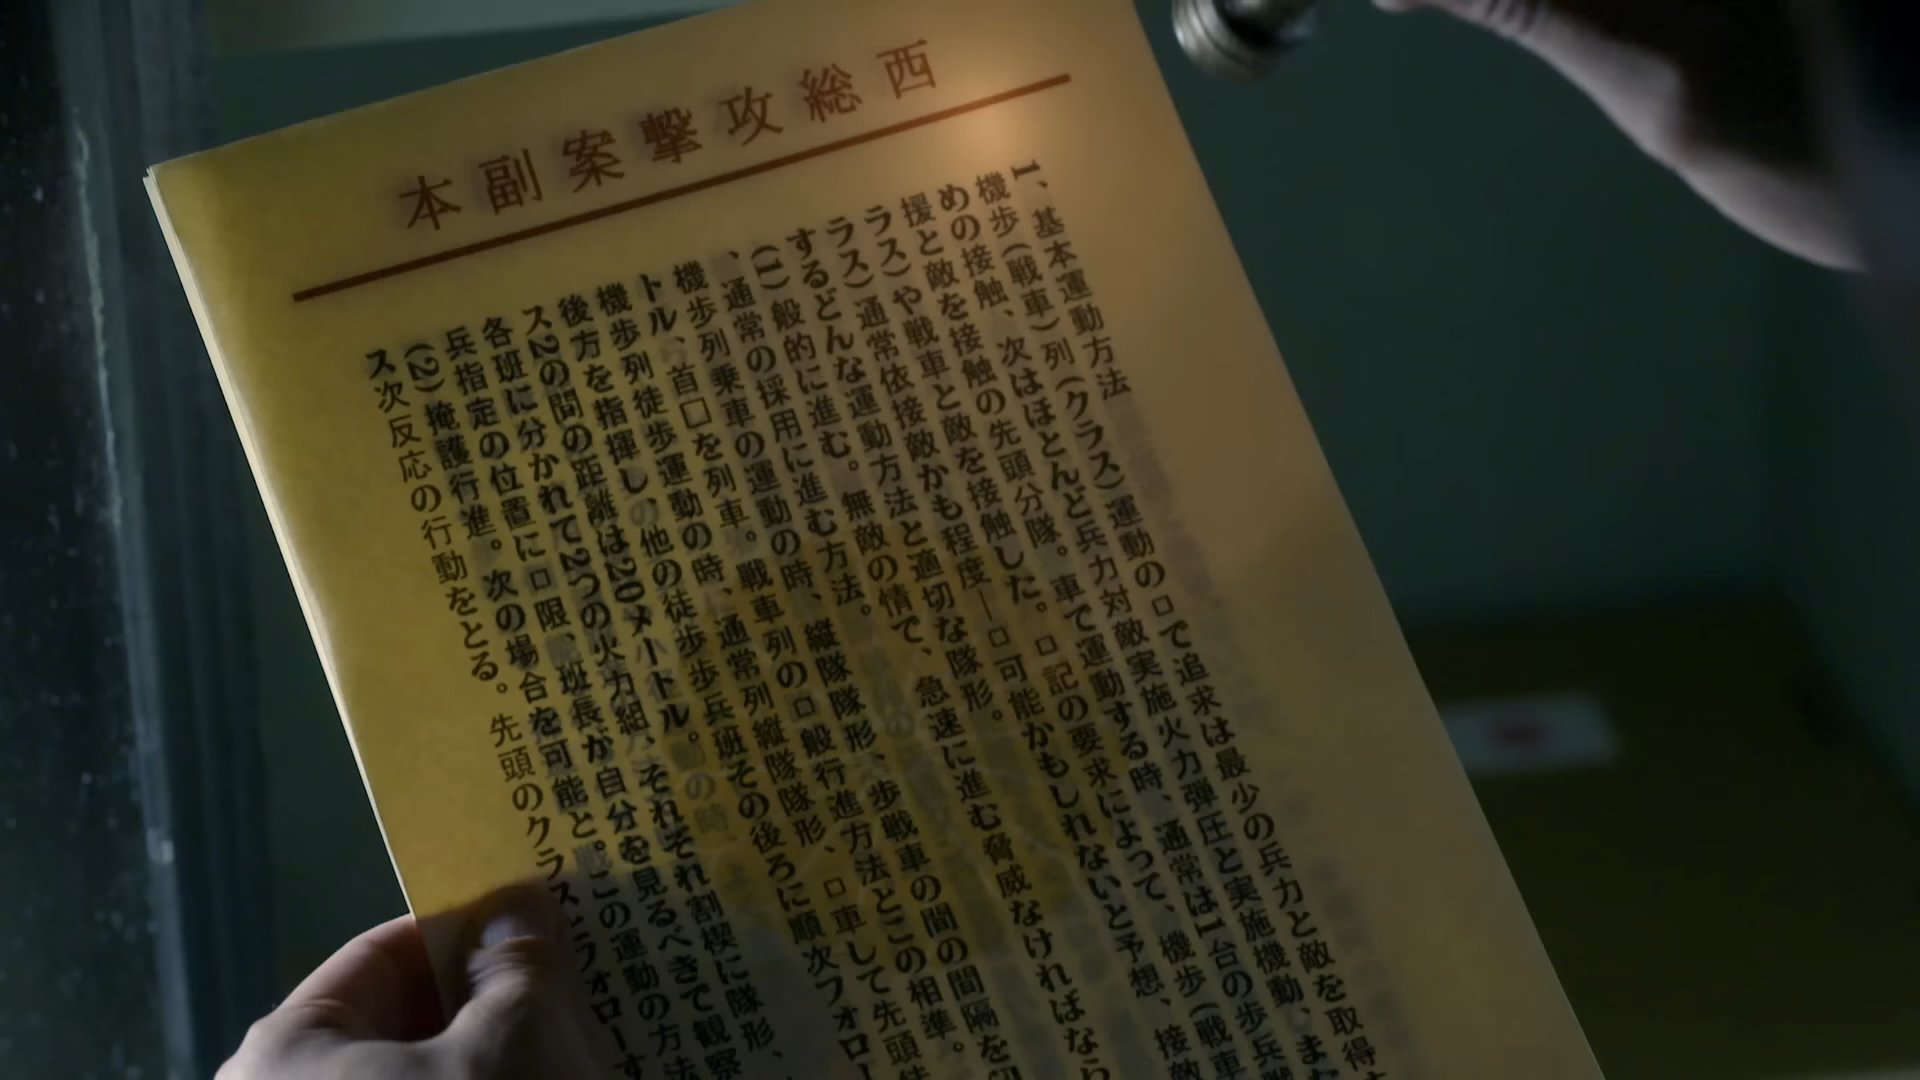 西総攻撃案副本
1、基本運動方法
機歩(戦車)列(クラス)運動の□で追求は最少の兵力と敵を取得す
めの接触、次はほとんど兵力対敵実施火力弾圧と実施機動、また
援と敵を接触の先頭分隊。車で運動する時、通常は1台の歩兵戦
ラス)や戦車と敵を接触した。□記の要求によって、機歩(戦車
ラス)通常依接敵かも程度—□可能かもしれないと予想、接敵
するどんな運動方法と適切な隊形。
(1)般的に進む。無敵の情で、急速に進む脅威なければなら
、通常の採用に進む方法。
機歩列乗車の運動の時、縦隊隊形、歩戦車の間の間隔を
トル、首□を列車。戦車列の□般行進方法とこの相準。
機歩列徒歩運動の時、通常列縦隊隊形、□車して先頭
後方を指揮し、他の徒歩歩兵班その後ろに順次フォロー
ス2の間の距離は20メートル。
各班に分かれて2つの火力組、それぞれ割楔に隊形、
兵指定の位置に□限、班長が自分を見るべきで観察
(2)掩護行進。次の場合を可能と。この運動の方法
ス次反応の行動をとる。先頭のクラスとフォローす